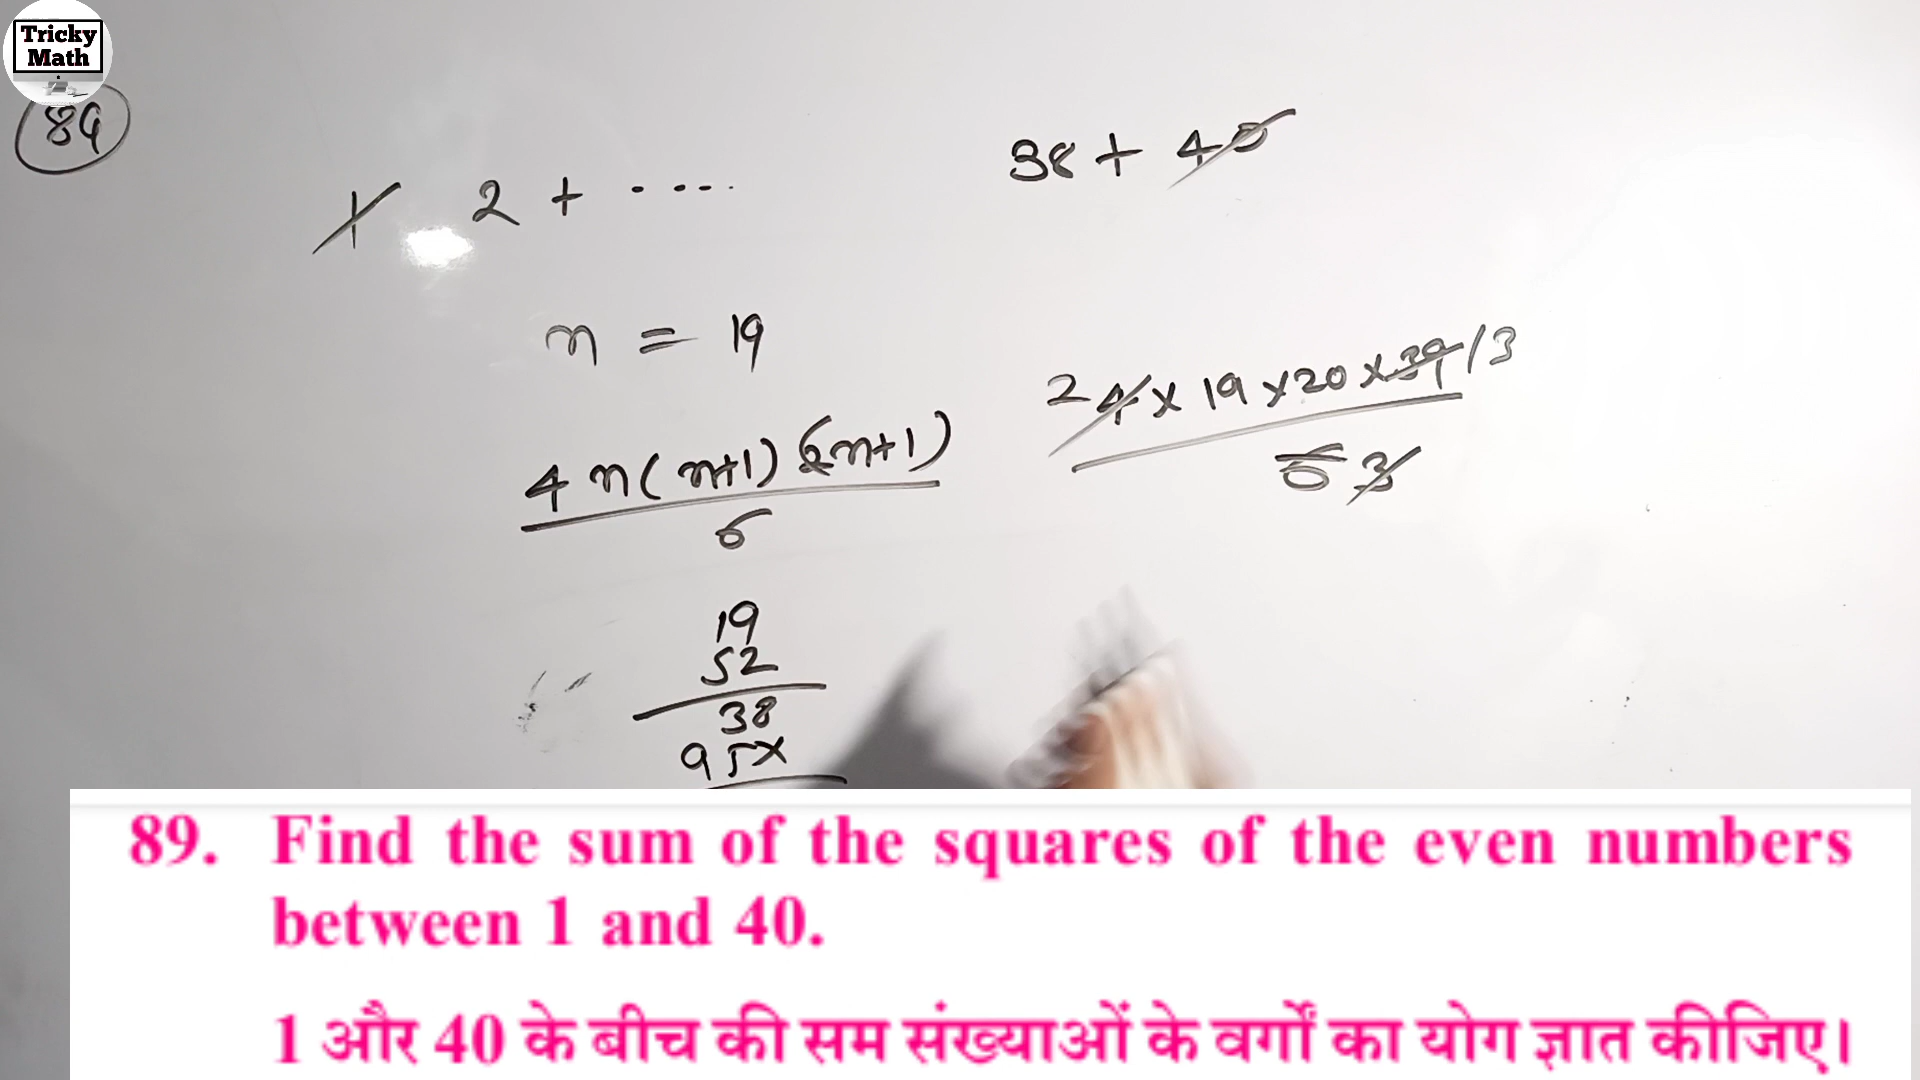 Tricky
Math
89
1 2 + ..... 38 + 40
n = 19
2 4 × 19 × 20 × 39 13
6 3
4 n ( n+1 ) ( 2n+1 )
6
19
52
38
95×
89. Find the sum of the squares of the even numbers
between 1 and 40.
1 और 40 के बीच की सम संख्याओं के वर्गों का योग ज्ञात कीजिए।